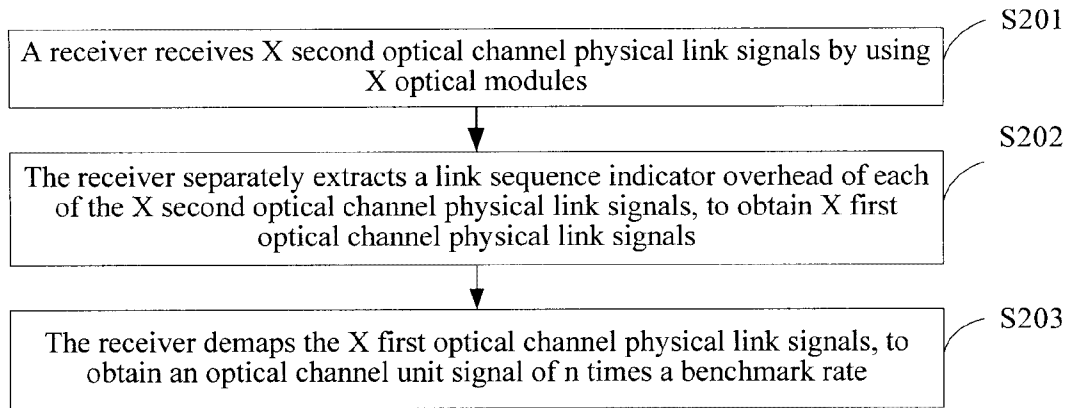 S201
A receiver receives X second optical channel physical link signals by using
X optical modules
S202
The receiver separately extracts a link sequence indicator overhead of each
of the X second optical channel physical link signals, to obtain X first
optical channel physical link signals
S203
The receiver demaps the X first optical channel physical link signals, to
obtain an optical channel unit signal of n times a benchmark rate